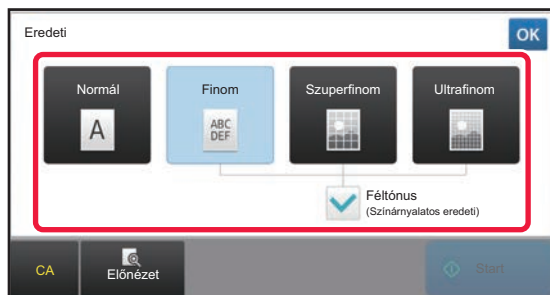 Eredeti
OK
Normál
Finom
Szuperfinom
Ultrafinom
A
ABC
DEF
Féltónus
(Színárnyalatos eredeti)
CA
Előnézet
Start